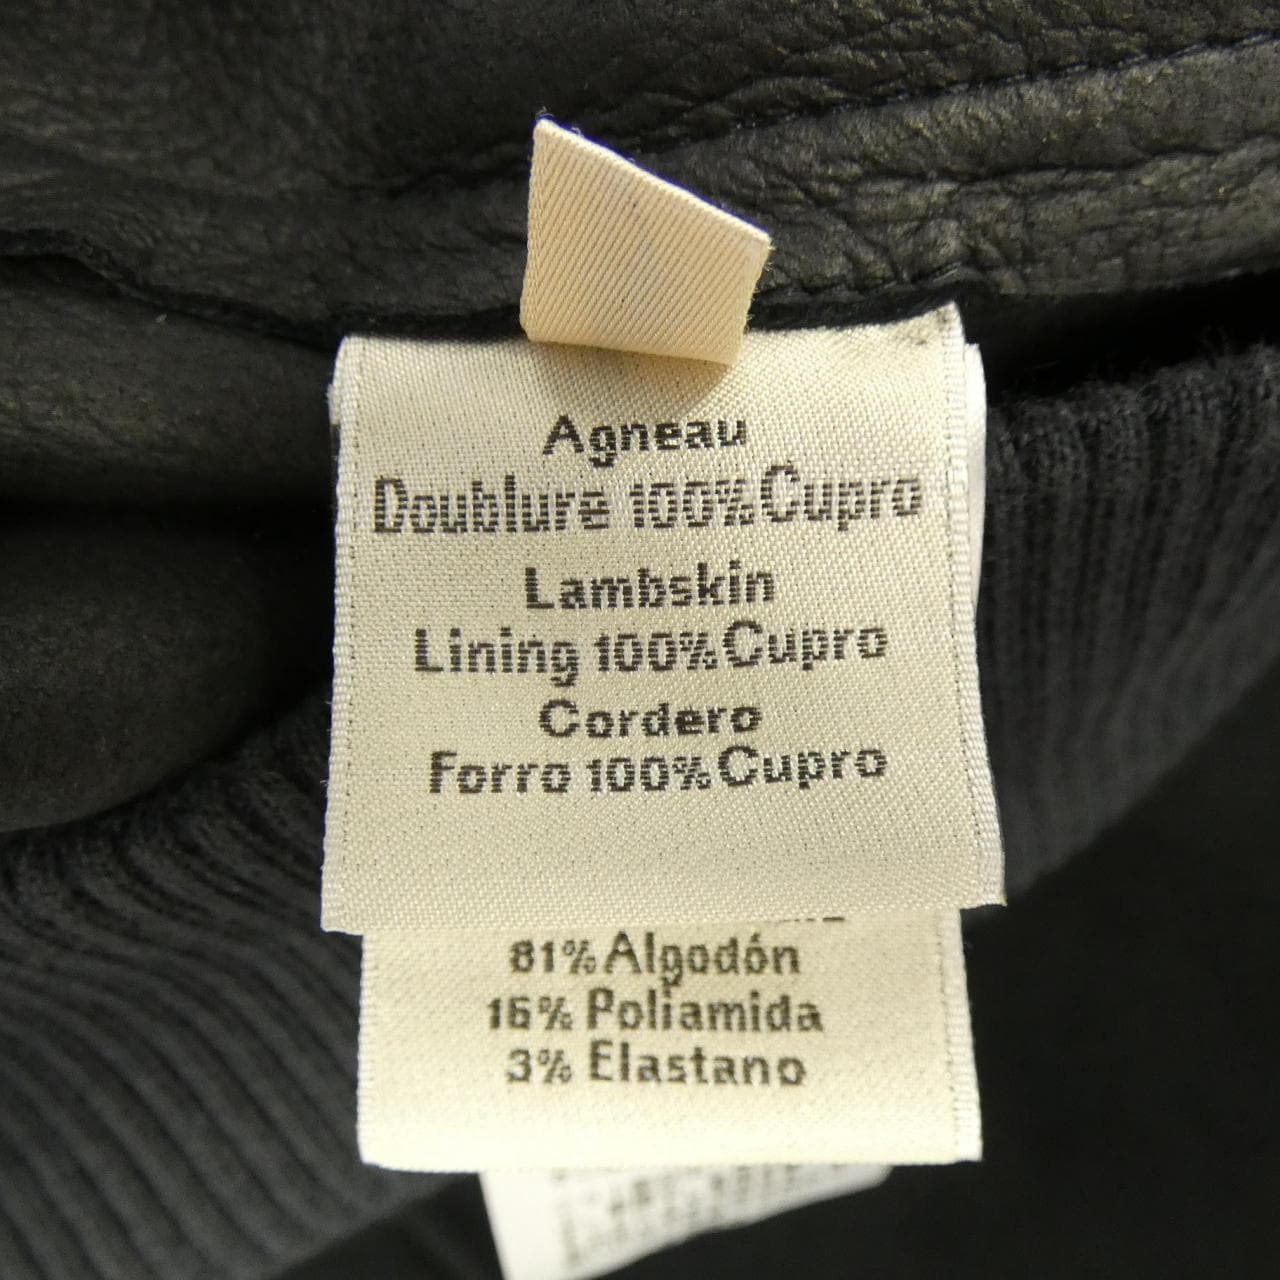 Agneau
Doublure 100% Cupro
Lambskin
Lining 100% Cupro
Cordero
Forro 100% Cupro
81% Algodón
16% Poliamida
3% Elastano